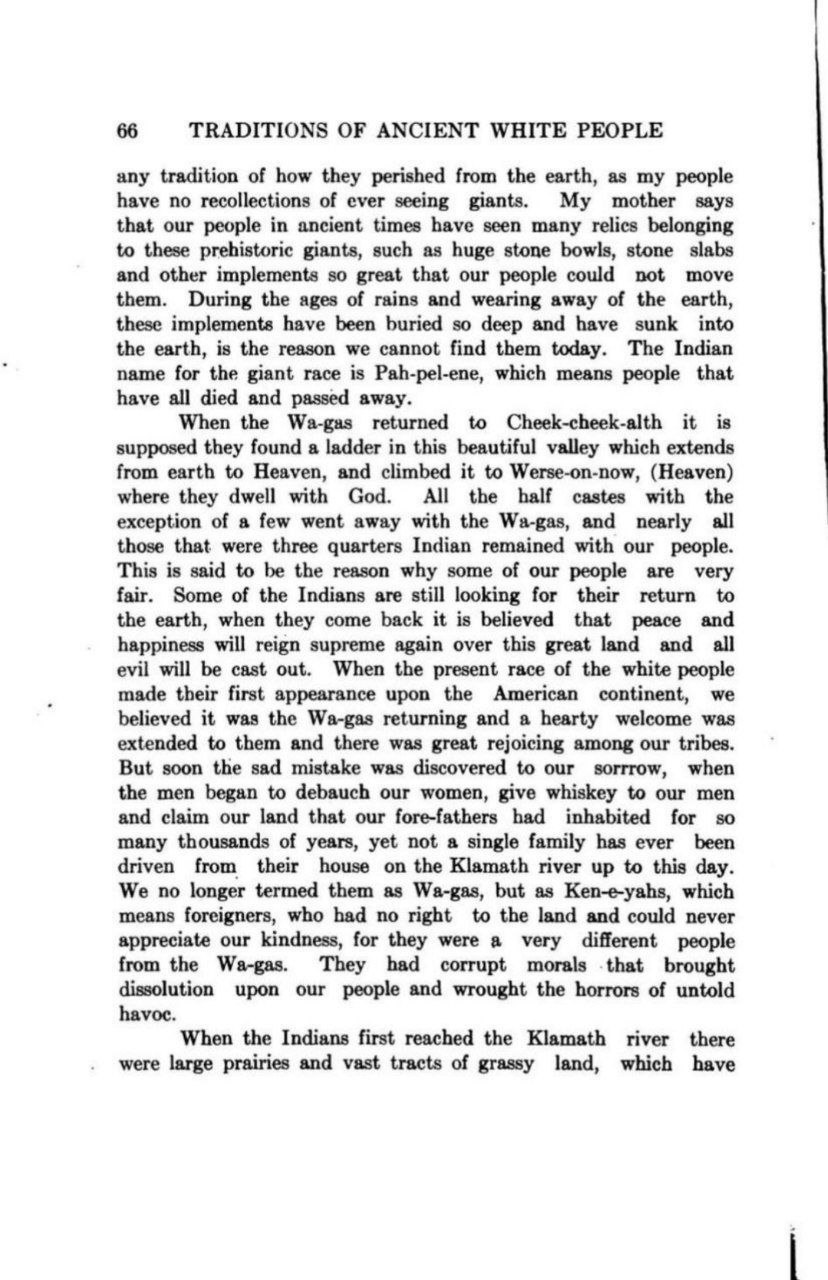 66 TRADITIONS OF ANCIENT WHITE PEOPLE
any tradition of how they perished from the earth, as my people
have no recollections of ever seeing giants. My mother says
that our people in ancient times have seen many relics belonging
to these prehistoric giants, such as huge stone bowls, stone slabs
and other implements so great that our people could not move
them. During the ages of rains and wearing away of the earth,
these implements have been buried so deep and have sunk into
the earth, is the reason we cannot find them today. The Indian
name for the giant race is Pah-pel-ene, which means people that
have all died and passed away.
When the Wa-gas returned to Cheek-cheek-alth it is
supposed they found a ladder in this beautiful valley which extends
from earth to Heaven, and climbed it to Werse-on-now, (Heaven)
where they dwell with God. All the half castes with the
exception of a few went away with the Wa-gas, and nearly all
those that were three quarters Indian remained with our people.
This is said to be the reason why some of our people are very
fair. Some of the Indians are still looking for their return to
the earth, when they come back it is believed that peace and
happiness will reign supreme again over this great land and all
evil will be cast out. When the present race of the white people
made their first appearance upon the American continent, we
believed it was the Wa-gas returning and a hearty welcome was
extended to them and there was great rejoicing among our tribes.
But soon the sad mistake was discovered to our sorrrow, when
the men began to debauch our women, give whiskey to our men
and claim our land that our fore-fathers had inhabited for so
many thousands of years, yet not a single family has ever been
driven from their house on the Klamath river up to this day.
We no longer termed them as Wa-gas, but as Ken-e-yahs, which
means foreigners, who had no right to the land and could never
appreciate our kindness, for they were a very different people
from the Wa-gas. They had corrupt morals that brought
dissolution upon our people and wrought the horrors of untold
havoc.
When the Indians first reached the Klamath river there
were large prairies and vast tracts of grassy land, which have